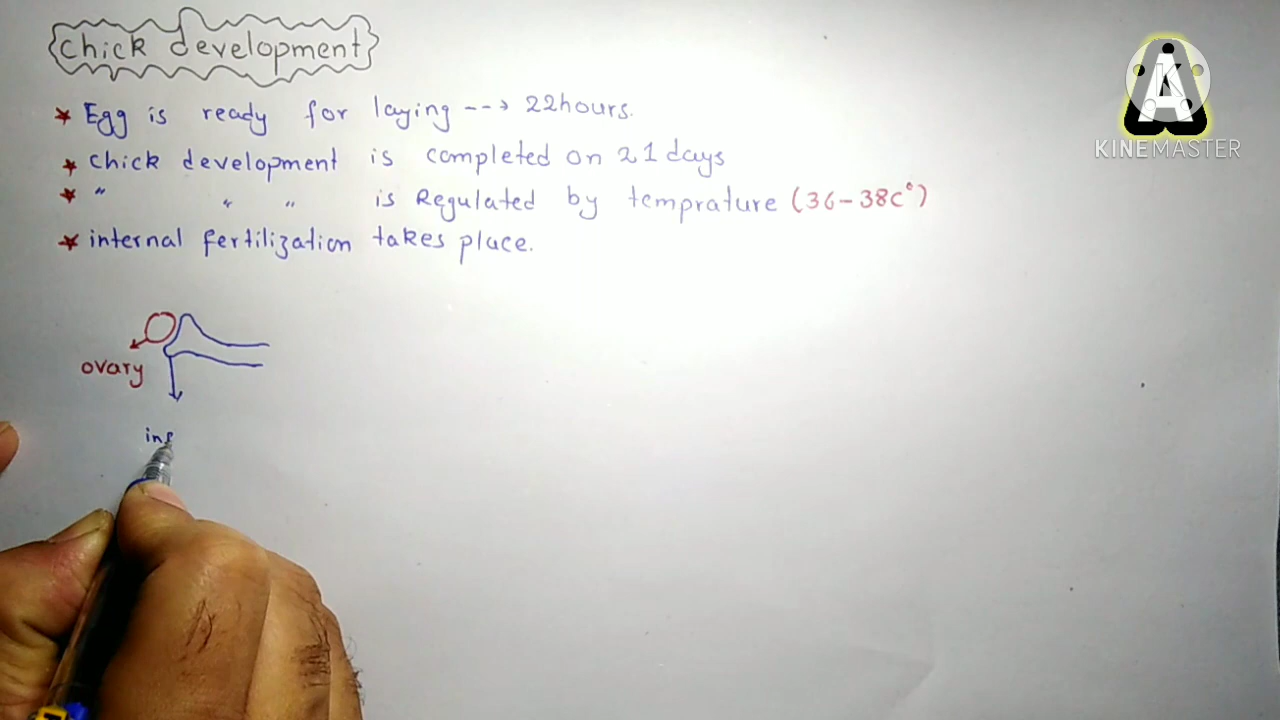 Chick development
* Egg is ready for laying --→ 22hours.
* Chick development is completed on 21 days
* " " " is Regulated by temprature (36-38c°)
* internal fertilization takes place.
ovary
KINEMASTER